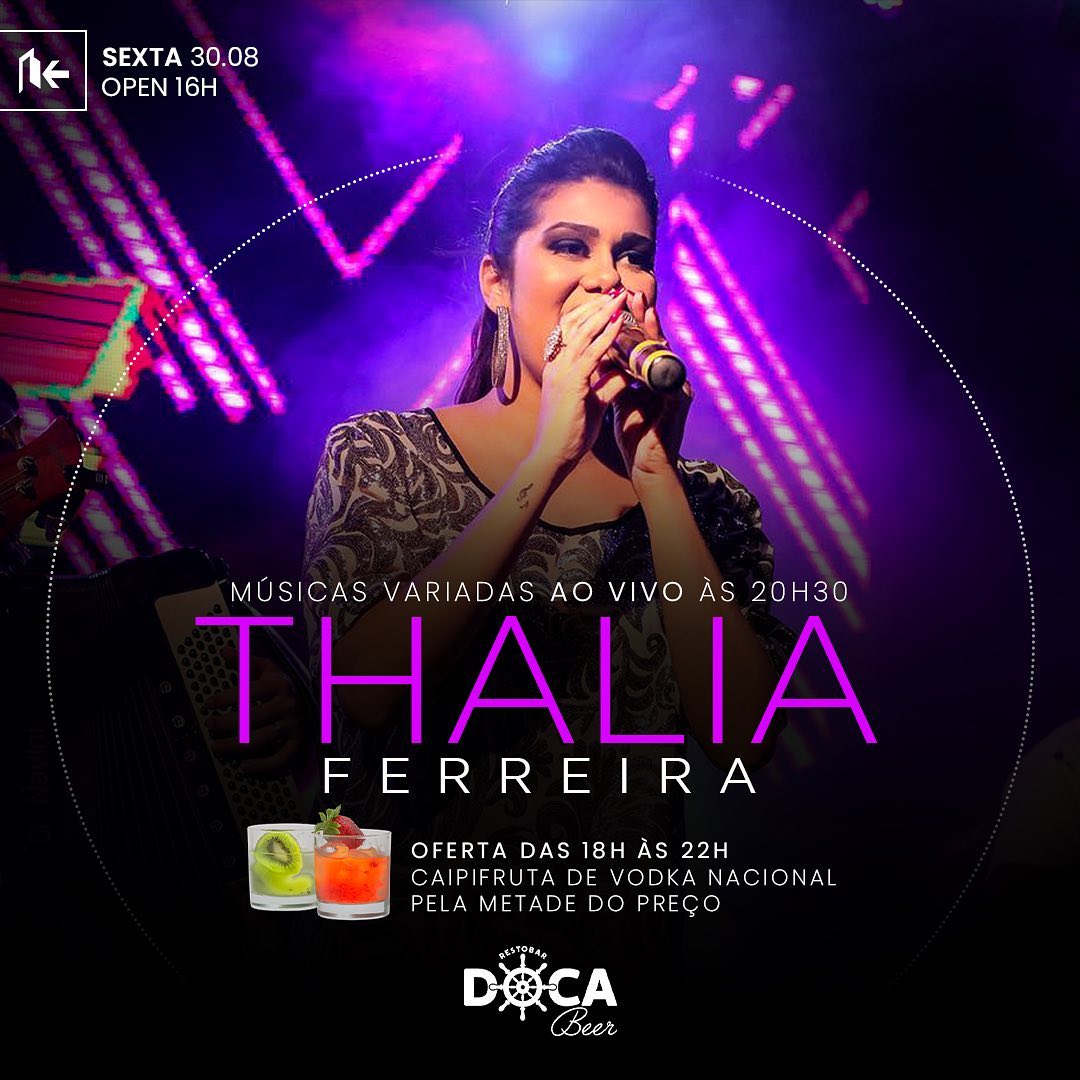 SEXTA 30.08
OPEN 16H
MÚSICAS VARIADAS AO VIVO ÀS 20H30
THALIA
FERREIRA
OFERTA DAS 18H ÀS 22H
CAIPIFRUTA DE VODKA NACIONAL
PELA METADE DO PREÇO
RESTOBAR
DOCA
Beer